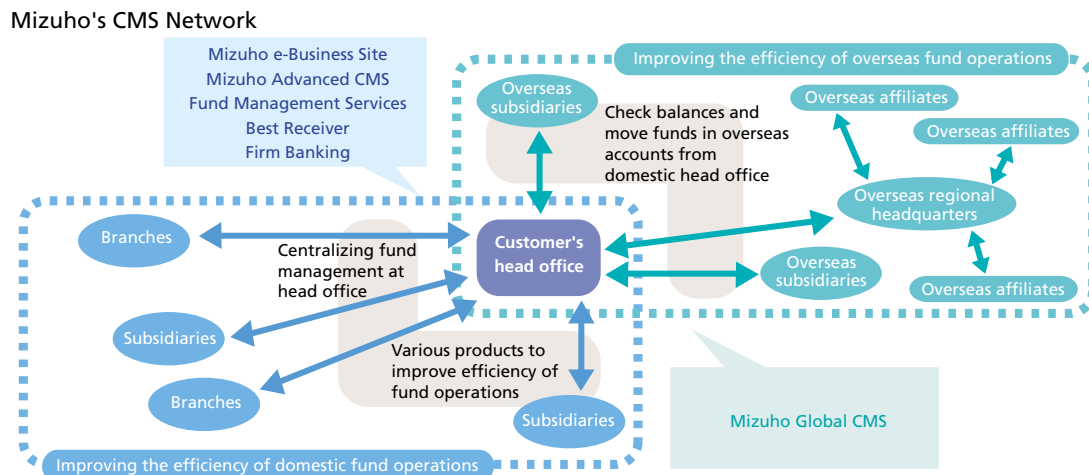 Mizuho's CMS Network
Mizuho e-Business Site
Mizuho Advanced CMS
Fund Management Services
Best Receiver
Firm Banking
Improving the efficiency of overseas fund operations
Overseas
subsidiaries
Check balances and
move funds in overseas
accounts from
domestic head office
Overseas affiliates
Overseas affiliates
Overseas regional
headquarters
Branches
Centralizing fund
management at
head office
Customer's
head office
Overseas
subsidiaries
Overseas affiliates
Subsidiaries
Various products to
improve efficiency of
fund operations
Branches
Subsidiaries
Mizuho Global CMS
Improving the efficiency of domestic fund operations